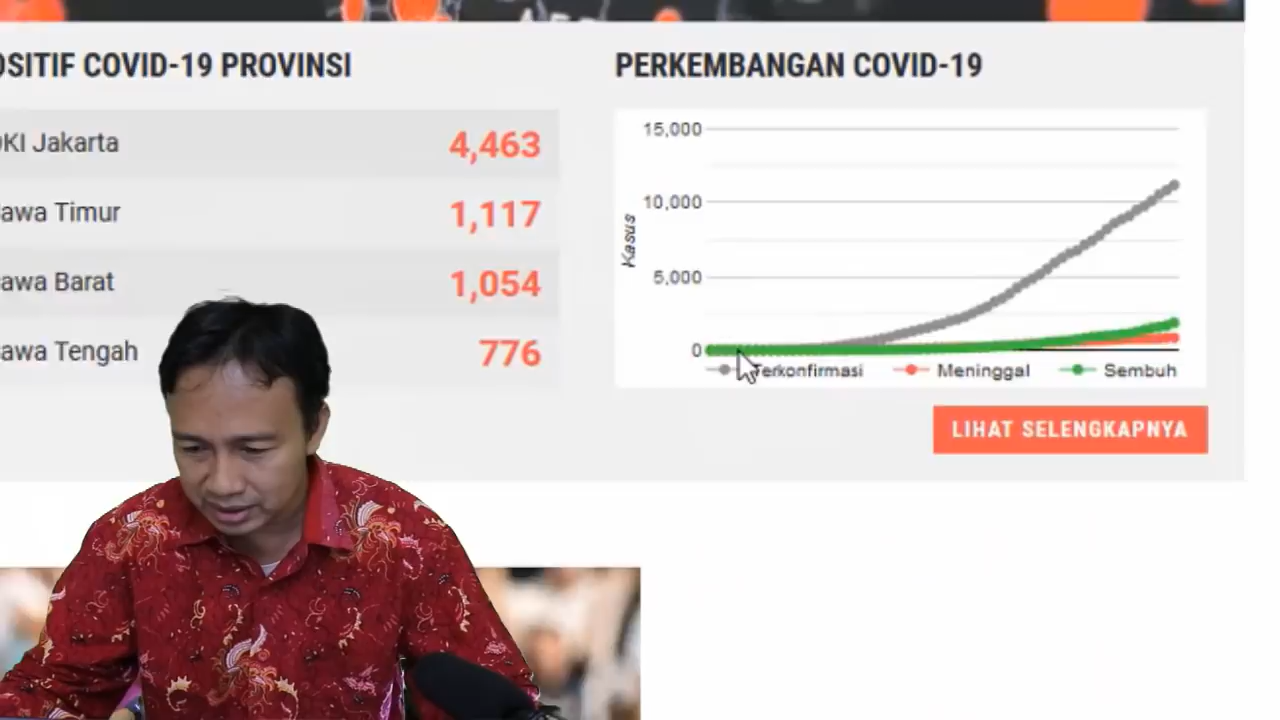 OSITIF COVID-19 PROVINSI
KI Jakarta 4,463
awa Timur 1,117
awa Barat 1,054
awa Tengah 776
PERKEMBANGAN COVID-19
15,000
10,000
5,000
0
Kasus
Terkonfirmasi Meninggal Sembuh
LIHAT SELENGKAPNYA